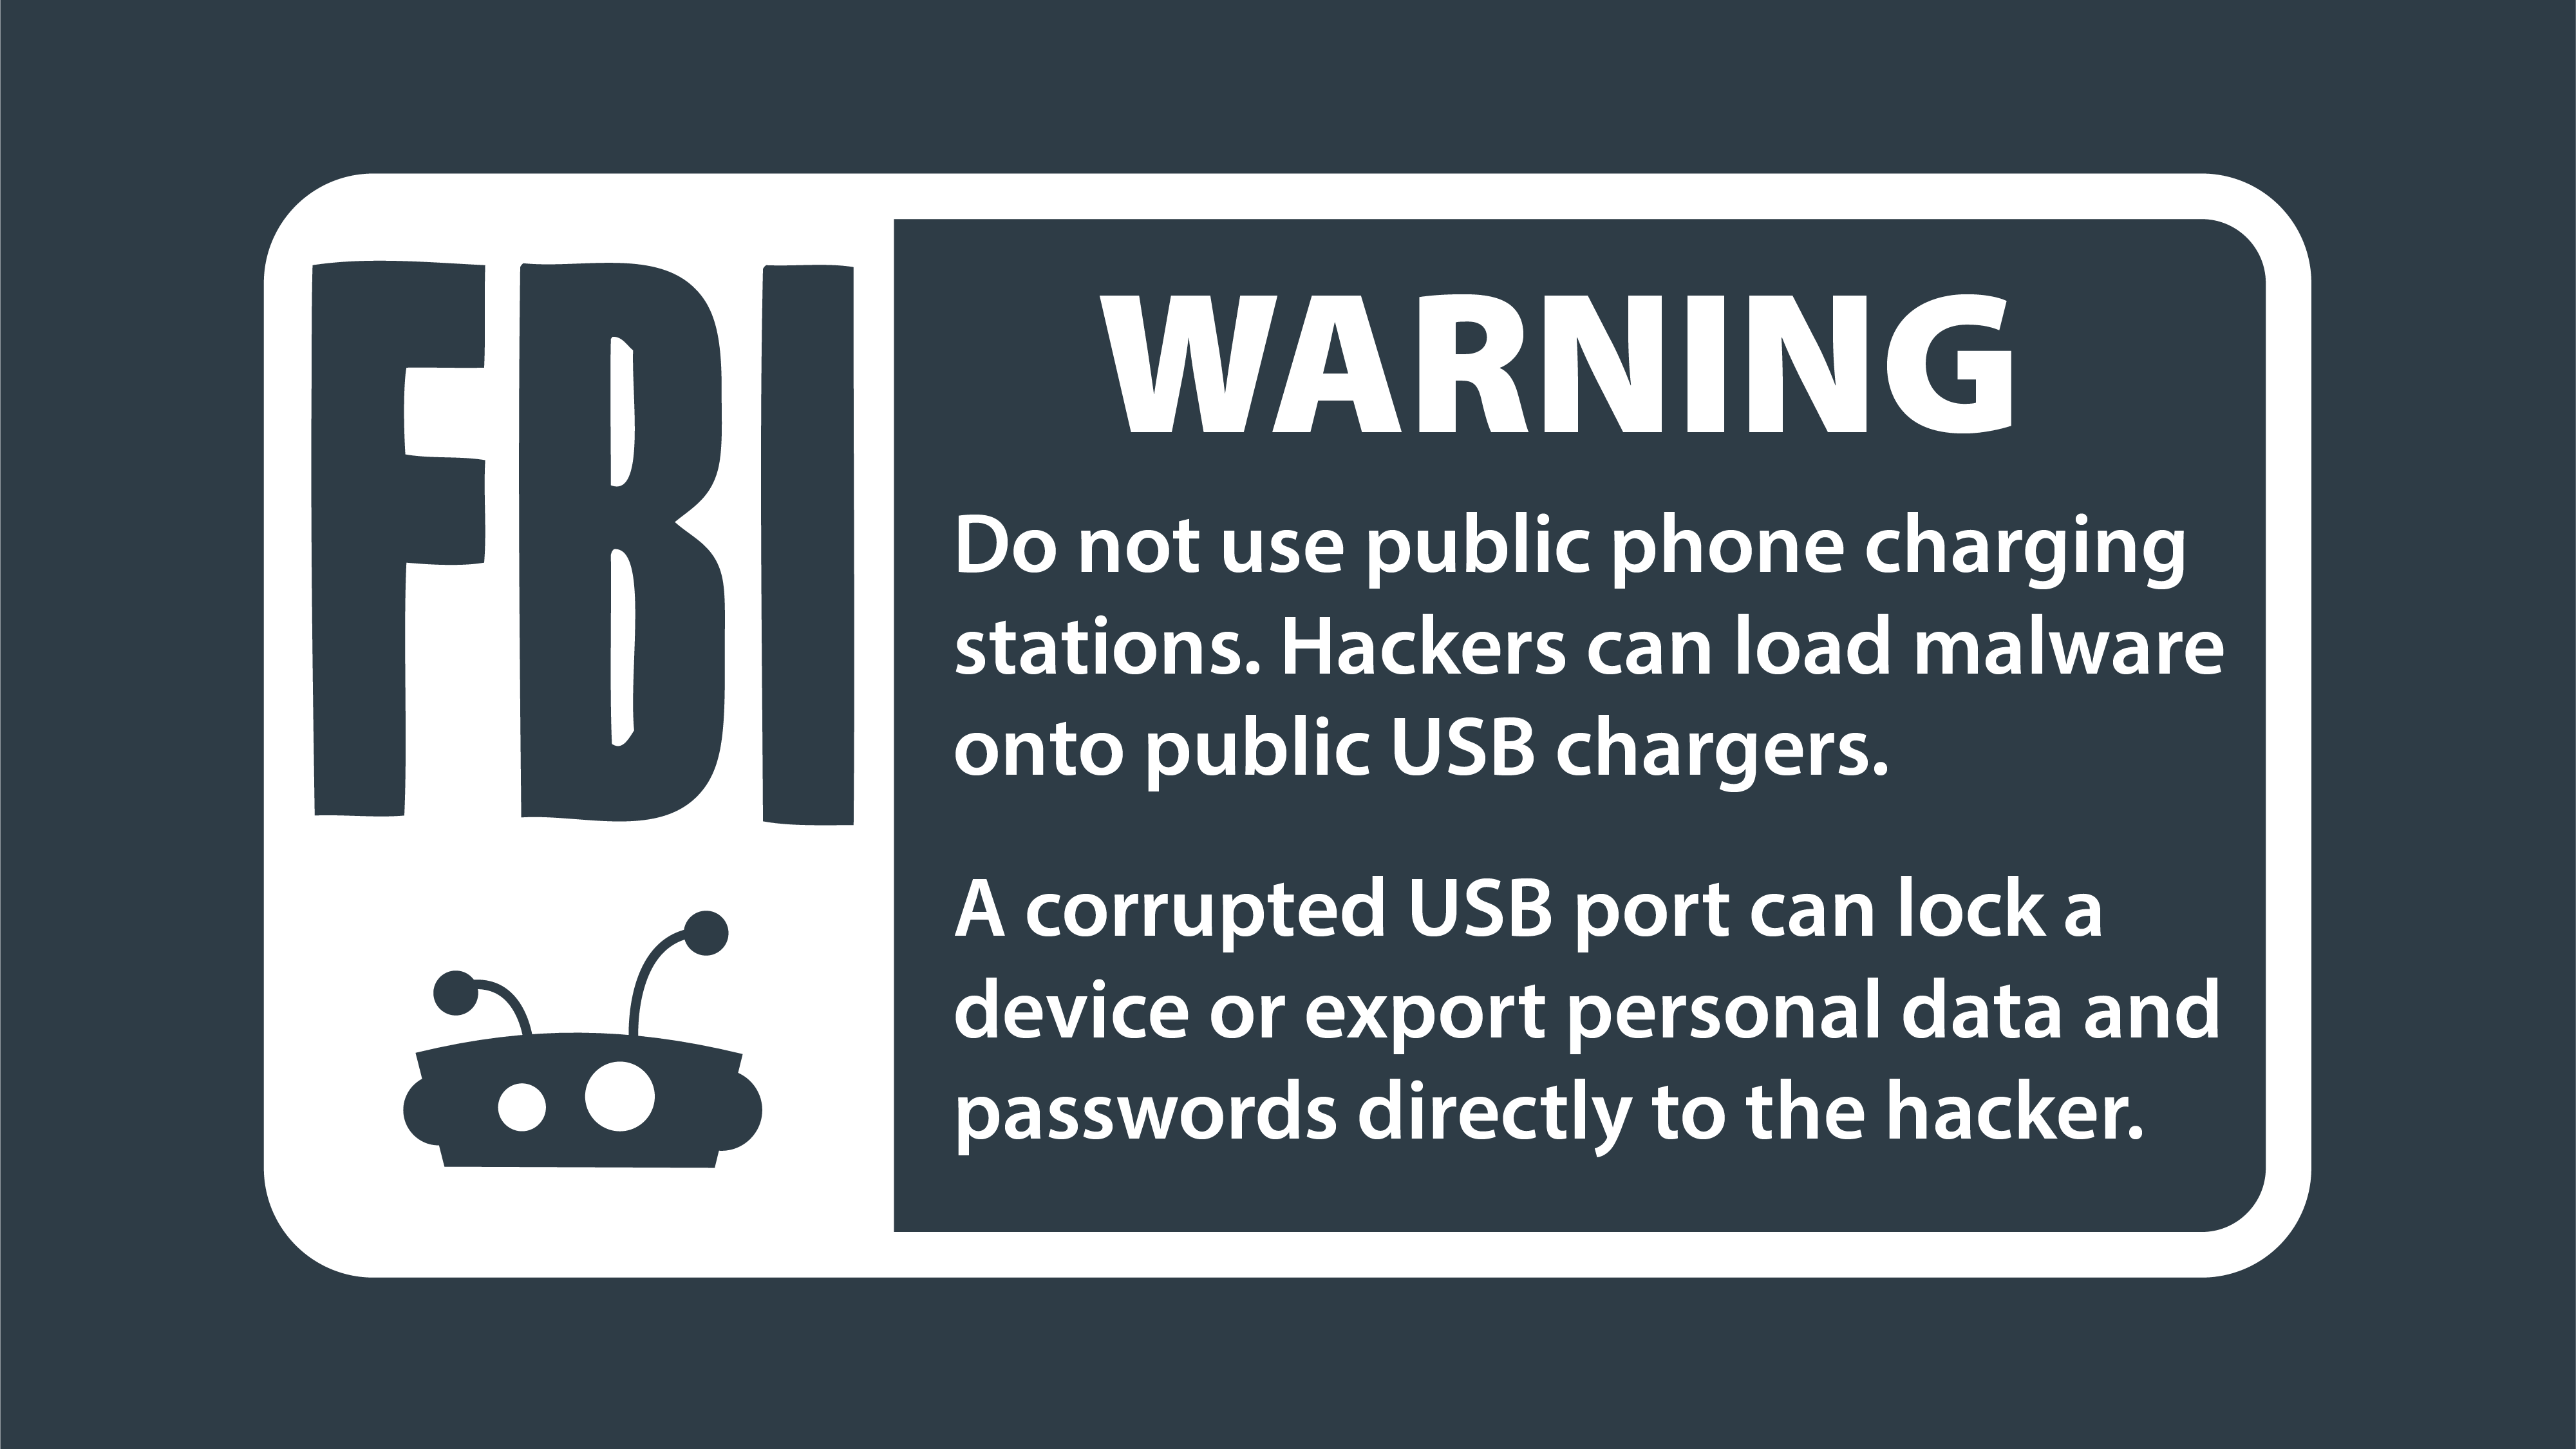 FBI
WARNING
Do not use public phone charging
stations. Hackers can load malware
onto public USB chargers.
A corrupted USB port can lock a
device or export personal data and
passwords directly to the hacker.